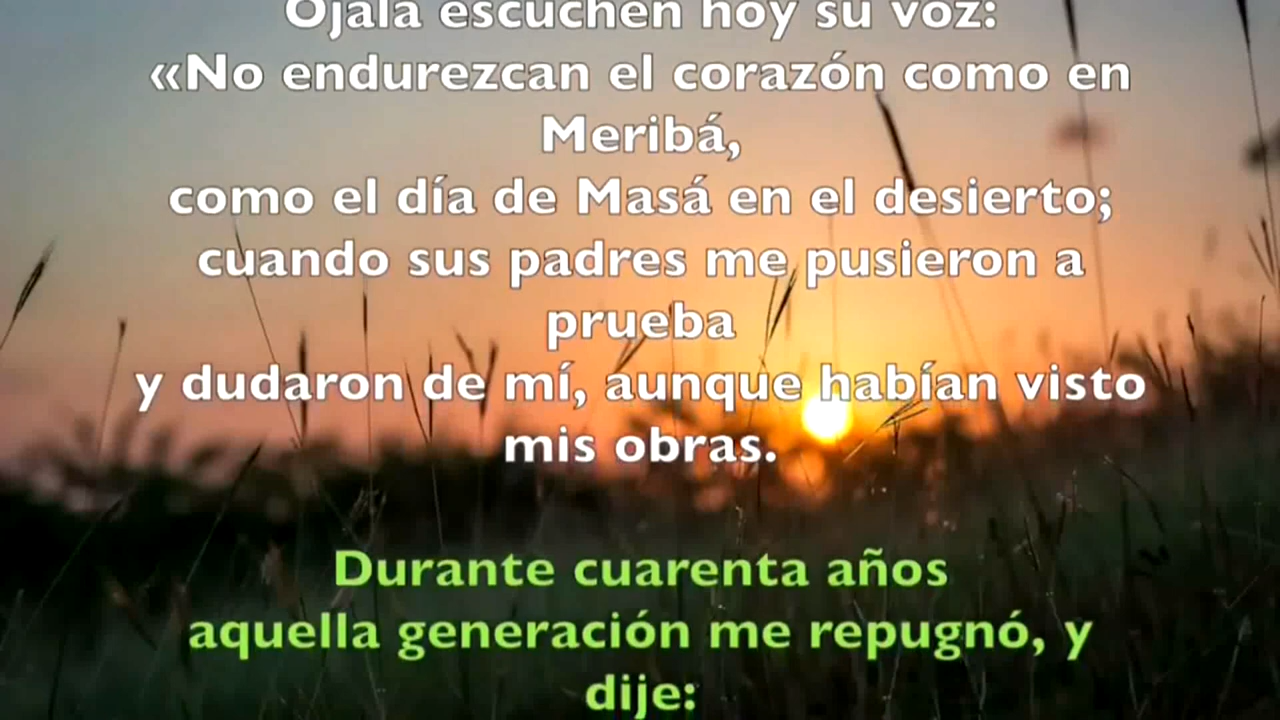 Ojalá escuchen hoy su voz:
«No endurezcan el corazón como en
Meribá,
como el día de Masá en el desierto;
cuando sus padres me pusieron a
prueba
y dudaron de mí, aunque habían visto
mis obras.
Durante cuarenta años
aquella generación me repugnó, y
dije: